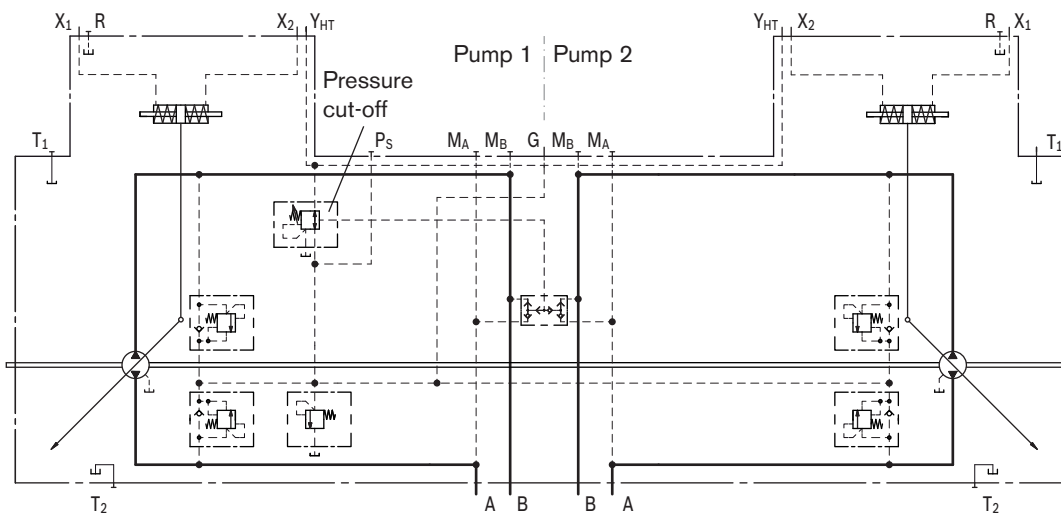 X1 R X2 YHT YHT X2 R X1
Pump 1 Pump 2
Pressure
cut-off
T1 PS MA MB G MB MA T1
T2 A B B A T2